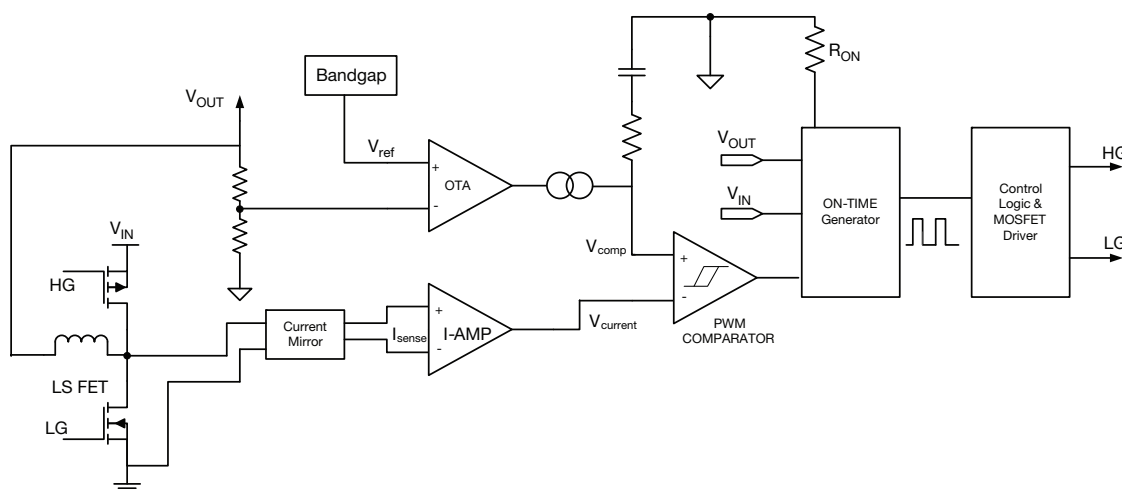 Bandgap
R_ON
V_OUT
V_ref
+
OTA
-
V_OUT
V_IN
ON-TIME
Generator
Control
Logic &
MOSFET
Driver
HG
LG
V_IN
HG
V_comp
+
-
PWM
COMPARATOR
Current
Mirror
I_sense
+
I-AMP
-
V_current
LS FET
LG